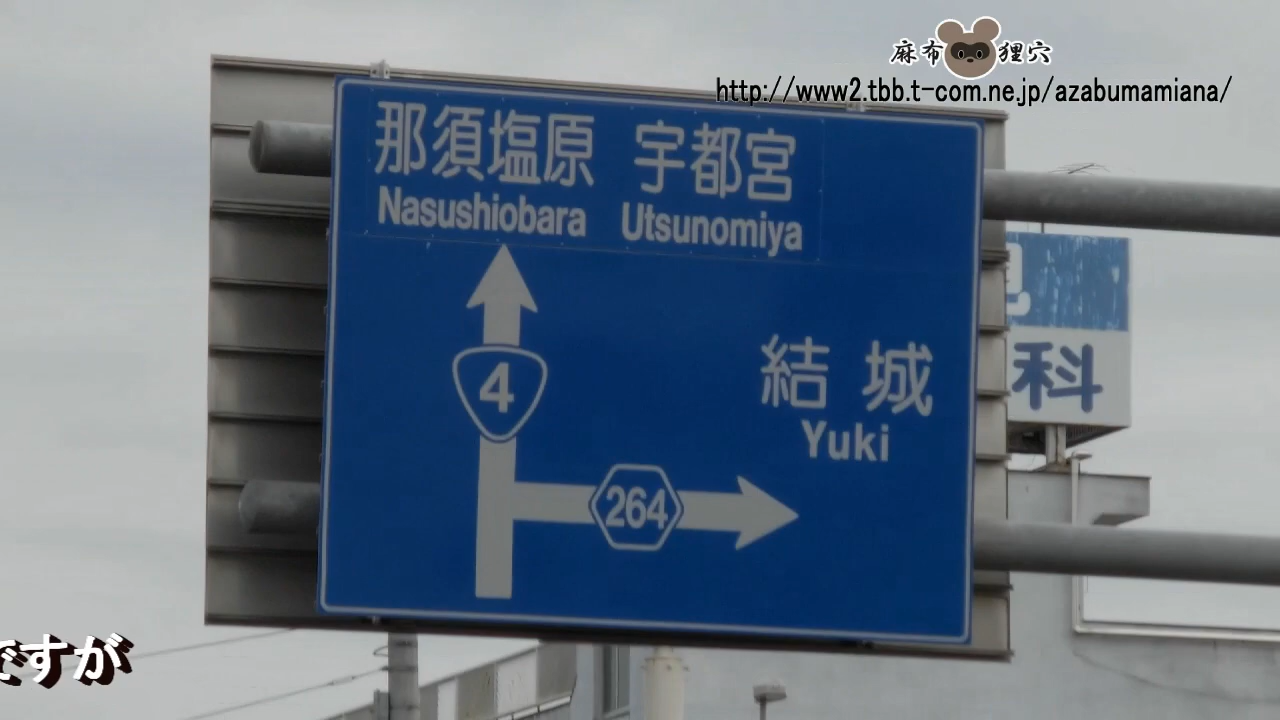 麻布 狸穴
http://www2.tbb.t-com.ne.jp/azabumamiana/
那須塩原 宇都宮
Nasushiobara Utsunomiya
4
結城
Yuki
264
科
ですが